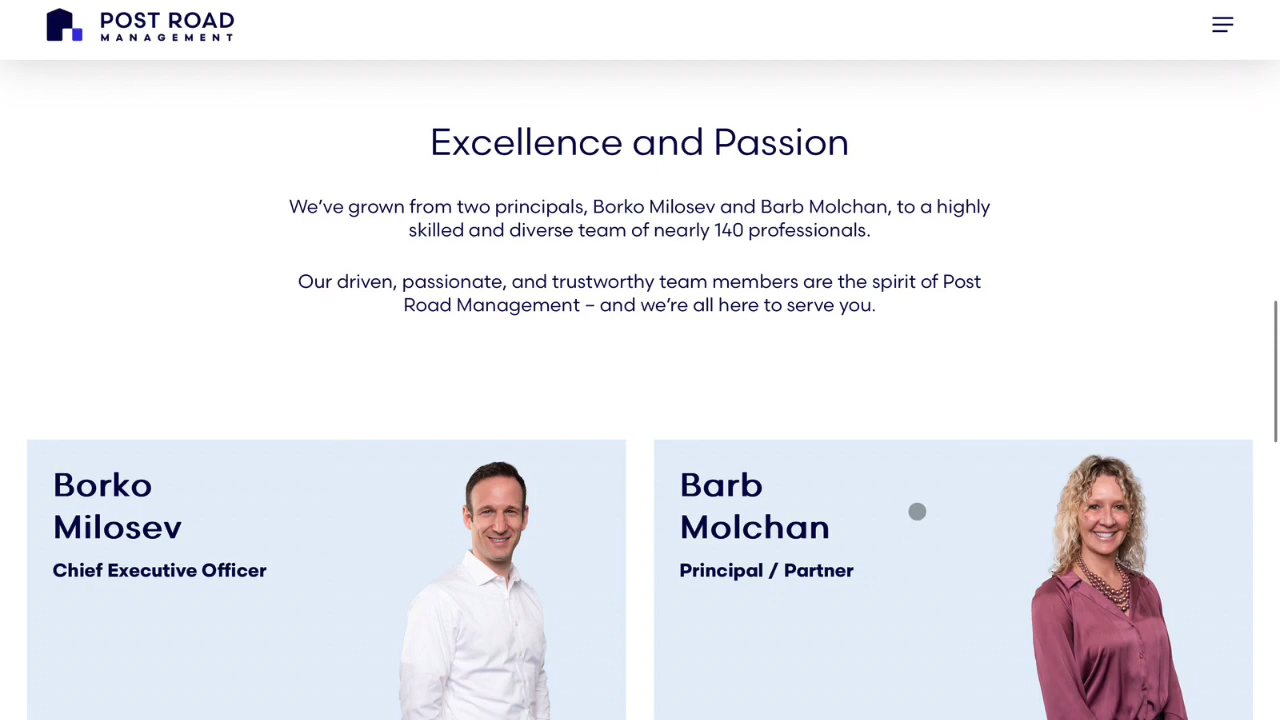 POST ROAD
MANAGEMENT
Excellence and Passion
We’ve grown from two principals, Borko Milosev and Barb Molchan, to a highly
skilled and diverse team of nearly 140 professionals.
Our driven, passionate, and trustworthy team members are the spirit of Post
Road Management – and we’re all here to serve you.
Borko
Milosev
Chief Executive Officer
Barb
Molchan
Principal / Partner